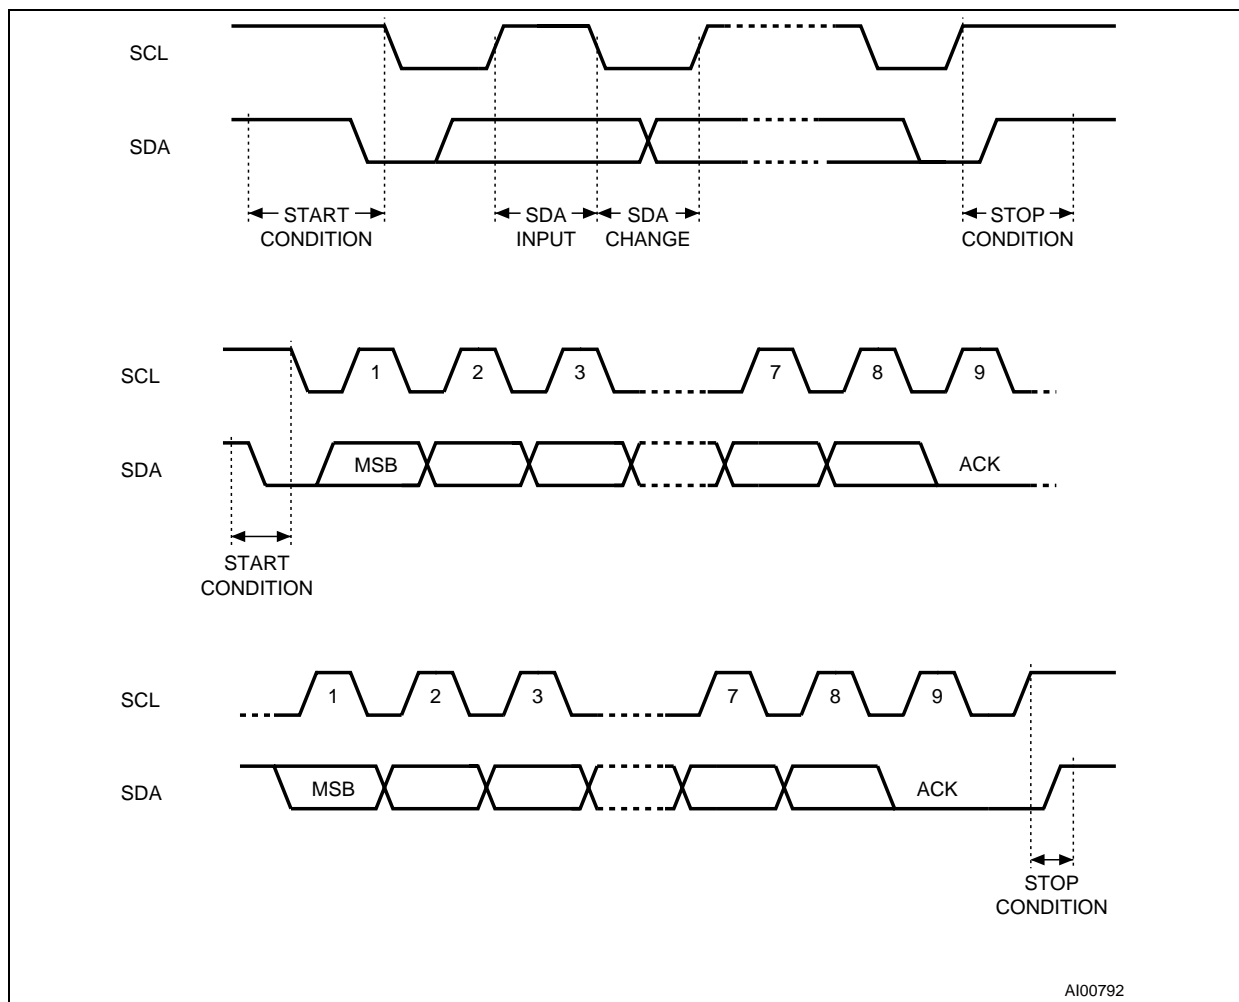 SCL
SDA
START CONDITION
SDA INPUT
SDA CHANGE
STOP CONDITION
SCL
1 2 3 7 8 9
SDA
MSB ACK
START CONDITION
SCL
1 2 3 7 8 9
SDA
MSB ACK
STOP CONDITION
AI00792